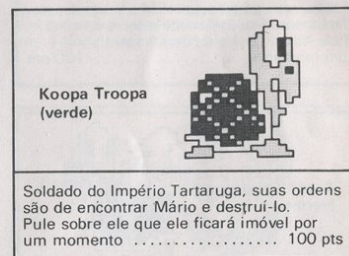 Koopa Troopa
(verde)
Soldado do Império Tartaruga, suas ordens
são de encontrar Mário e destruí-lo.
Pule sobre ele que ele ficará imóvel por
um momento .................. 100 pts